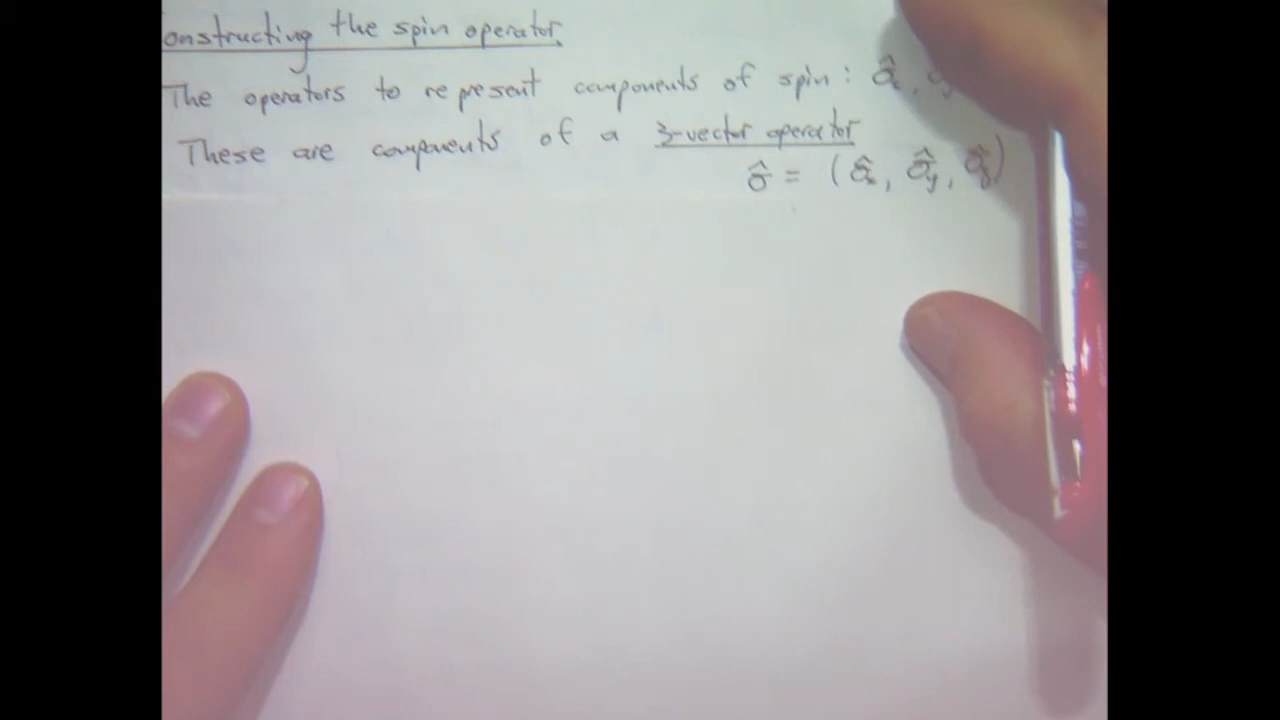 onstructing the spin operator.
The operators to represent components of spin : σ̂ₓ,
These are components of a 3-vector operator
σ̂ = (σ̂ₓ, σ̂ᵧ, σ̂_z)